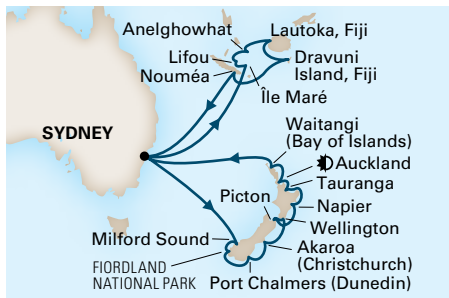 Anelghowhat
Lautoka, Fiji
Lifou
Nouméa
Dravuni
Island, Fiji
Île Maré
SYDNEY
Waitangi
(Bay of Islands)
Auckland
Tauranga
Picton
Napier
Wellington
Milford Sound
Akaroa
(Christchurch)
FIORDLAND
NATIONAL PARK
Port Chalmers (Dunedin)